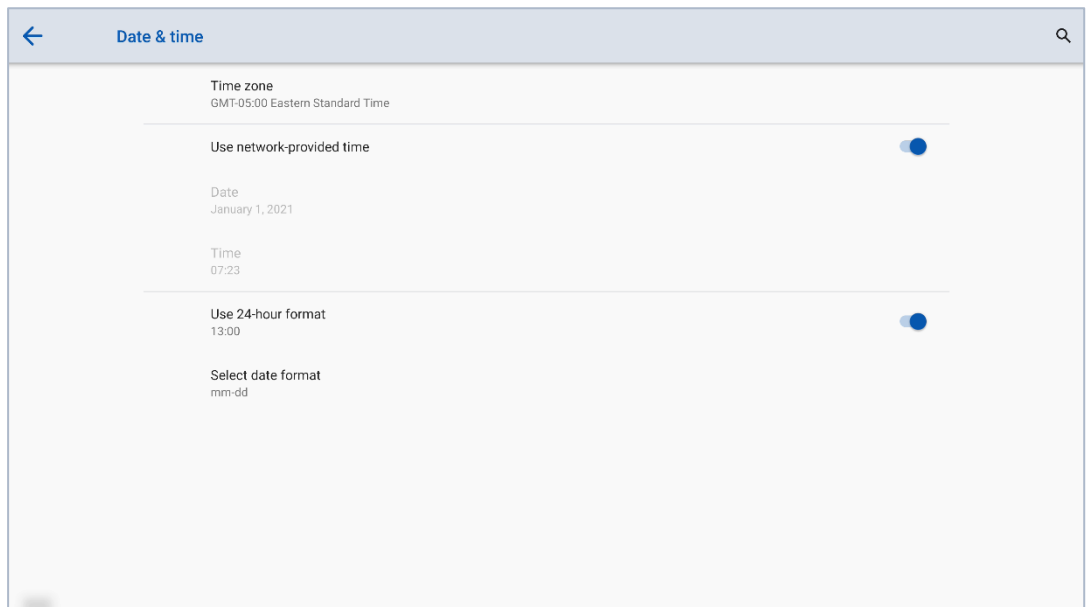 Date & time
Time zone
GMT-05:00 Eastern Standard Time
Use network-provided time
Date
January 1, 2021
Time
07:23
Use 24-hour format
13:00
Select date format
mm-dd